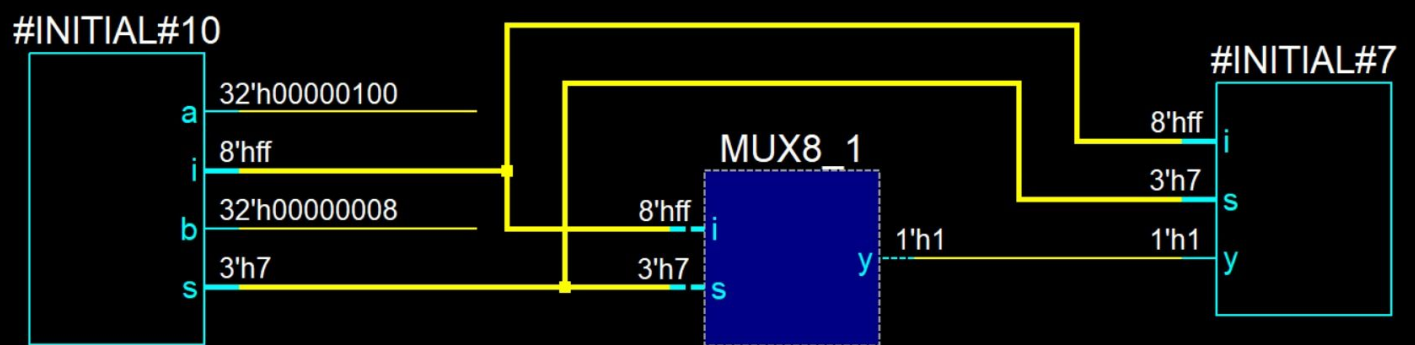 #INITIAL#10
a 32'h00000100
i 8'hff
b 32'h00000008
s 3'h7
MUX8_1
8'hff i
3'h7 s
y 1'h1
#INITIAL#7
8'hff i
3'h7 s
1'h1 y